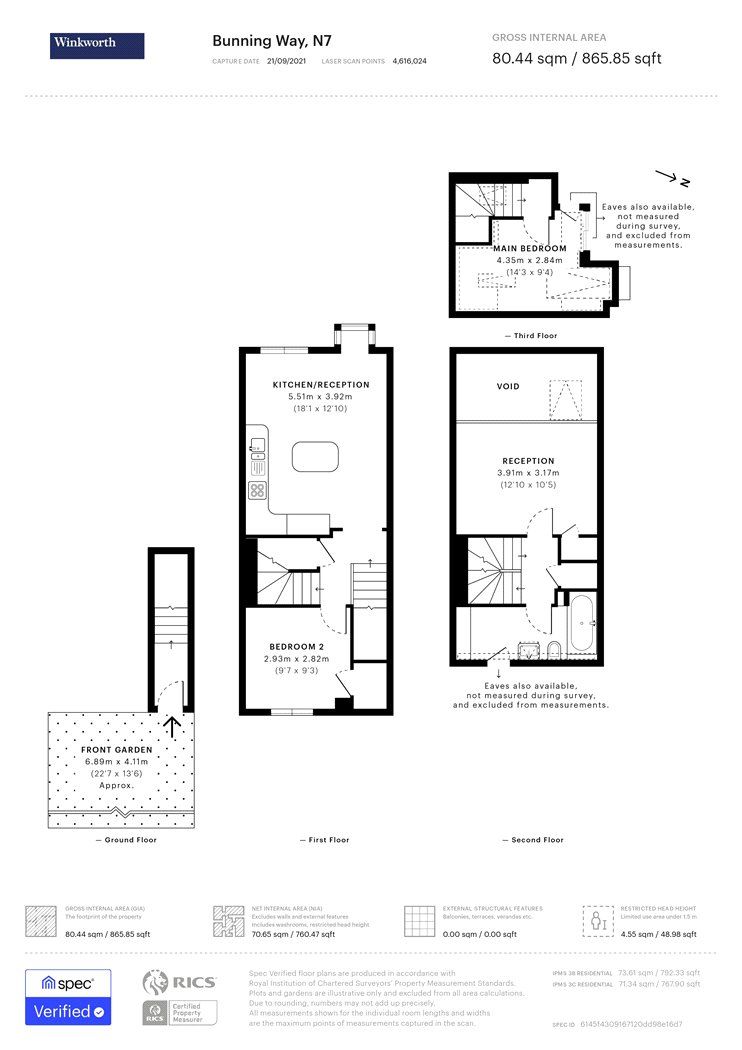 Winkworth
Bunning Way, N7
CAPTURE DATE 21/09/2021 LASER SCAN POINTS 4,616,024
GROSS INTERNAL AREA
80.44 sqm / 865.85 sqft
N
Eaves also available,
not measured
during survey,
and excluded from
measurements.
MAIN BEDROOM
4.35m x 2.84m
(14'3 x 9'4)
— Third Floor
KITCHEN/RECEPTION
5.51m x 3.92m
(18'1 x 12'10)
VOID
RECEPTION
3.91m x 3.17m
(12'10 x 10'5)
BEDROOM 2
2.93m x 2.82m
(9'7 x 9'3)
Eaves also available,
not measured during survey,
and excluded from measurements.
FRONT GARDEN
6.89m x 4.11m
(22'7 x 13'6)
Approx.
— Ground Floor
— First Floor
— Second Floor
GROSS INTERNAL AREA (GIA)
The footprint of the property
80.44 sqm / 865.85 sqft
NET INTERNAL AREA (NIA)
Excludes walls and external features
Includes washrooms, restricted head height
70.65 sqm / 760.47 sqft
EXTERNAL STRUCTURAL FEATURES
Balconies, terraces, verandas etc.
0.00 sqm / 0.00 sqft
RESTRICTED HEAD HEIGHT
Limited use area under 1.5 m
4.55 sqm / 48.98 sqft
spec
Verified
RICS
RICS
Certified
Property
Measurer
Spec Verified floor plans are produced in accordance with
Royal Institution of Chartered Surveyors' Property Measurement Standards.
Plots and gardens are illustrative only and excluded from all area calculations.
Due to rounding, numbers may not add up precisely.
All measurements shown for the individual room lengths and widths
are the maximum points of measurements captured in the scan.
IPMS 3B RESIDENTIAL 73.61 sqm / 792.33 sqft
IPMS 3C RESIDENTIAL 71.34 sqm / 767.90 sqft
SPEC ID 614514309167120dd98e16d7